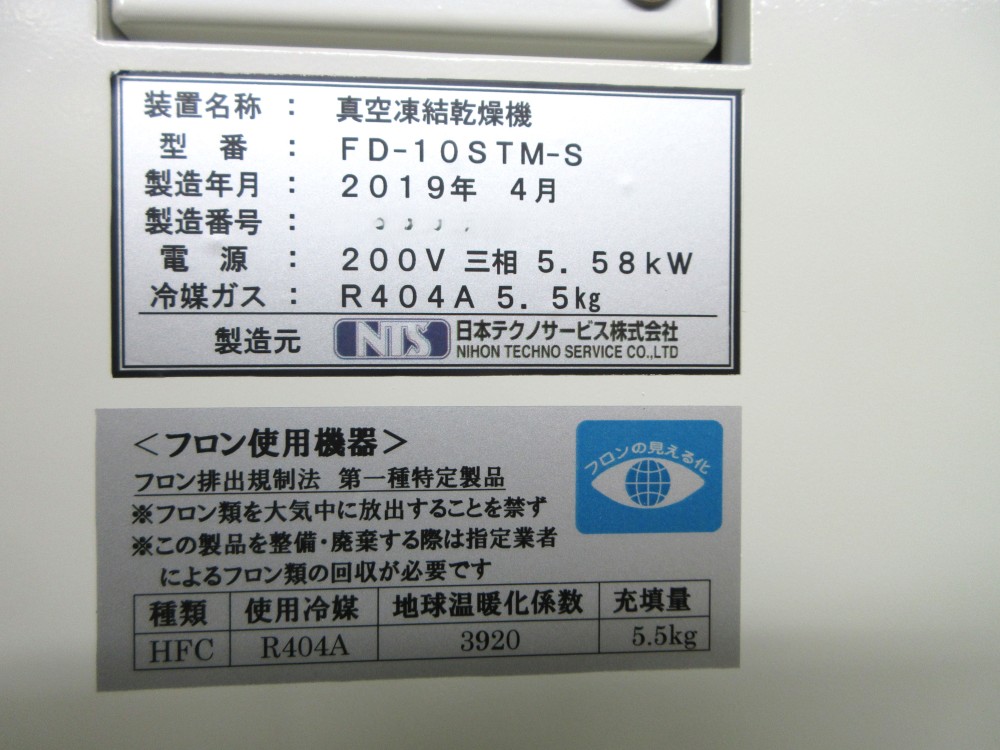 装置名称 : 真空凍結乾燥機
型番 : FD-10STM-S
製造年月 : 2019年 4月
製造番号 :
電源 : 200V 三相 5.58kW
冷媒ガス : R404A 5.5kg
製造元 NTS 日本テクノサービス株式会社
NIHON TECHNO SERVICE CO.,LTD
<フロン使用機器>
フロンの見える化
フロン排出規制法 第一種特定製品
※フロン類を大気中に放出することを禁ず
※この製品を整備・廃棄する際は指定業者
によるフロン類の回収が必要です
種類 使用冷媒 地球温暖化係数 充填量
HFC R404A 3920 5.5kg